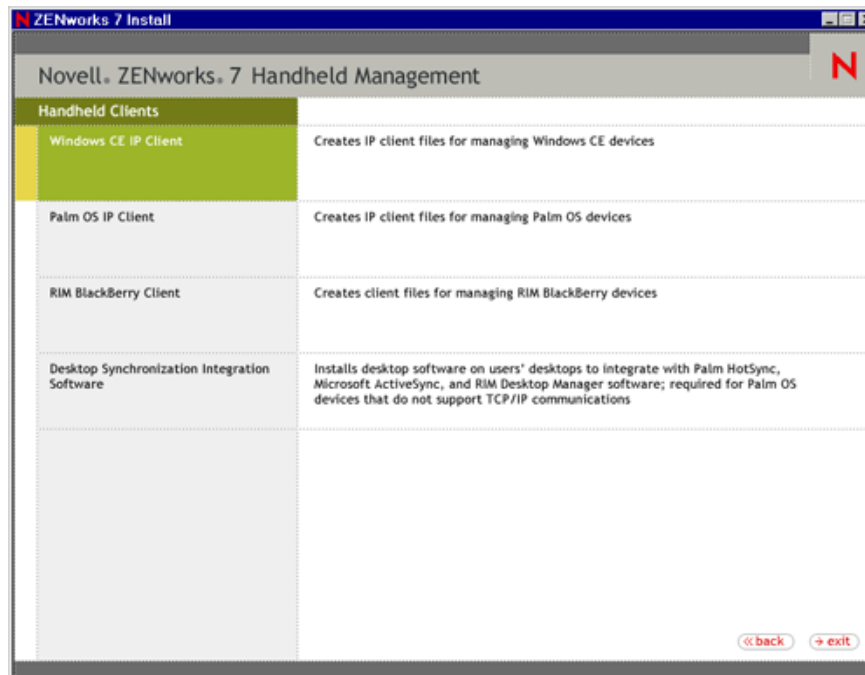 N ZENworks 7 Install
Novell® ZENworks® 7 Handheld Management
N
Handheld Clients
Windows CE IP Client
Creates IP client files for managing Windows CE devices
Palm OS IP Client
Creates IP client files for managing Palm OS devices
RIM BlackBerry Client
Creates client files for managing RIM BlackBerry devices
Desktop Synchronization Integration
Software
Installs desktop software on users' desktops to integrate with Palm HotSync,
Microsoft ActiveSync, and RIM Desktop Manager software; required for Palm OS
devices that do not support TCP/IP communications
back
exit